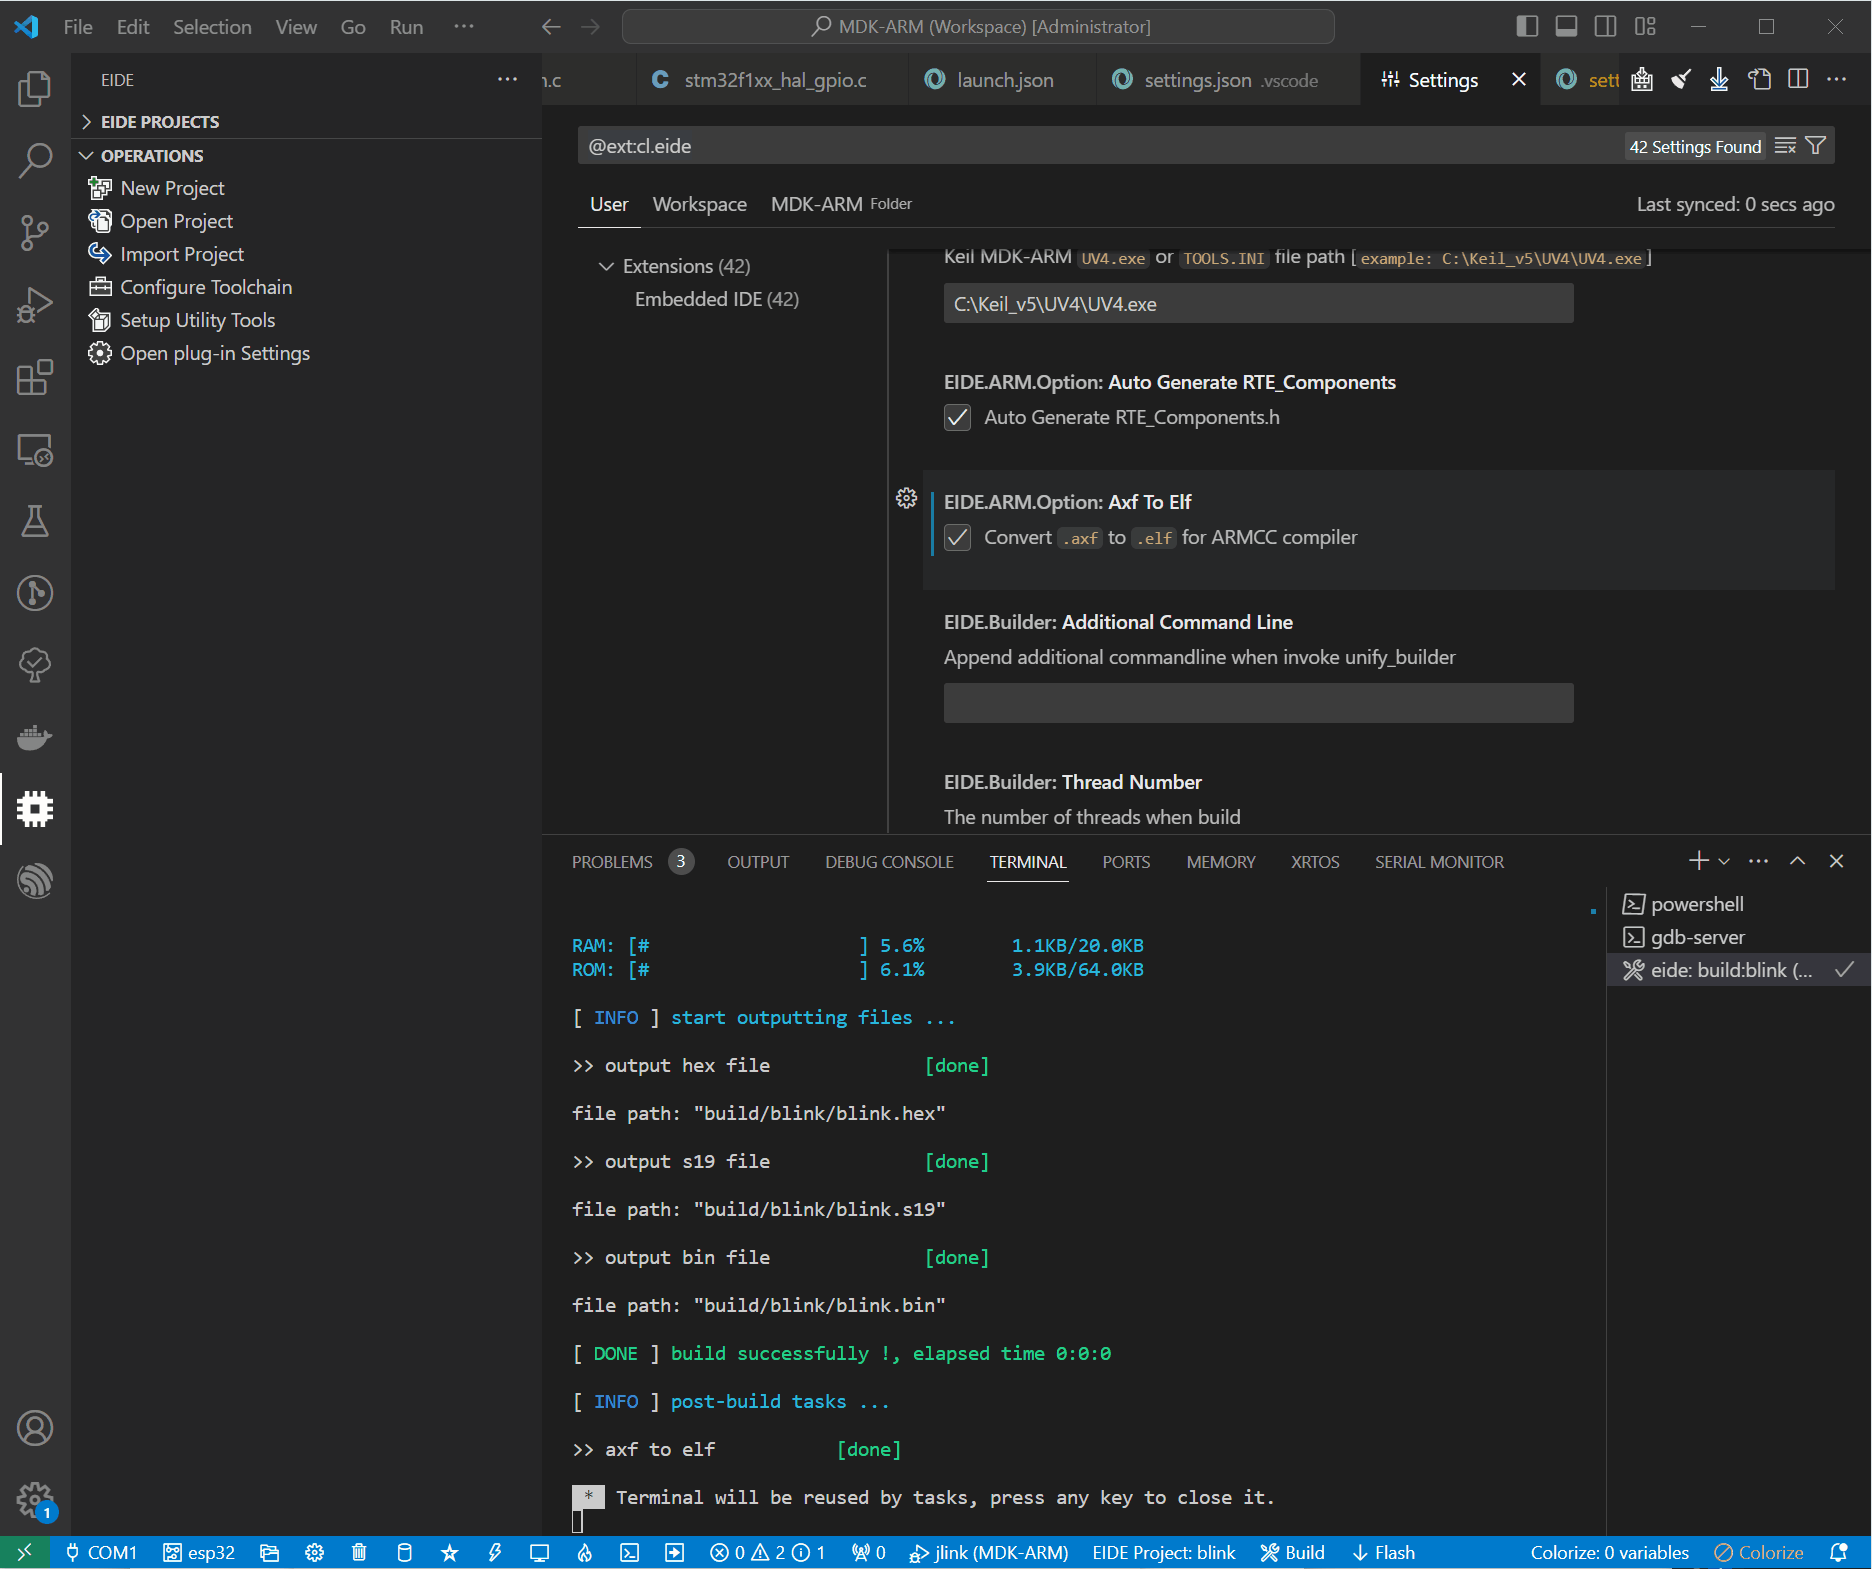 File Edit Selection View Go Run ···
MDK-ARM (Workspace) [Administrator]
EIDE
EIDE PROJECTS
OPERATIONS
New Project
Open Project
Import Project
Configure Toolchain
Setup Utility Tools
Open plug-in Settings
n.c
C stm32f1xx_hal_gpio.c
launch.json
settings.json .vscode
Settings
sett
@ext:cl.eide
42 Settings Found
User Workspace MDK-ARM Folder
Last synced: 0 secs ago
Extensions (42)
Embedded IDE (42)
Keil MDK-ARM UV4.exe or TOOLS.INI file path [ example: C:\Keil_v5\UV4\UV4.exe ]
C:\Keil_v5\UV4\UV4.exe
EIDE.ARM.Option: Auto Generate RTE_Components
Auto Generate RTE_Components.h
EIDE.ARM.Option: Axf To Elf
Convert .axf to .elf for ARMCC compiler
EIDE.Builder: Additional Command Line
Append additional commandline when invoke unify_builder
EIDE.Builder: Thread Number
The number of threads when build
PROBLEMS 3 OUTPUT DEBUG CONSOLE TERMINAL PORTS MEMORY XRTOS SERIAL MONITOR
powershell
gdb-server
eide: build:blink (...
RAM: [# ] 5.6% 1.1KB/20.0KB
ROM: [# ] 6.1% 3.9KB/64.0KB
[ INFO ] start outputting files ...
>> output hex file [done]
file path: "build/blink/blink.hex"
>> output s19 file [done]
file path: "build/blink/blink.s19"
>> output bin file [done]
file path: "build/blink/blink.bin"
[ DONE ] build successfully !, elapsed time 0:0:0
[ INFO ] post-build tasks ...
>> axf to elf [done]
* Terminal will be reused by tasks, press any key to close it.
1
COM1 esp32 0 2 1 0 jlink (MDK-ARM) EIDE Project: blink Build Flash Colorize: 0 variables Colorize